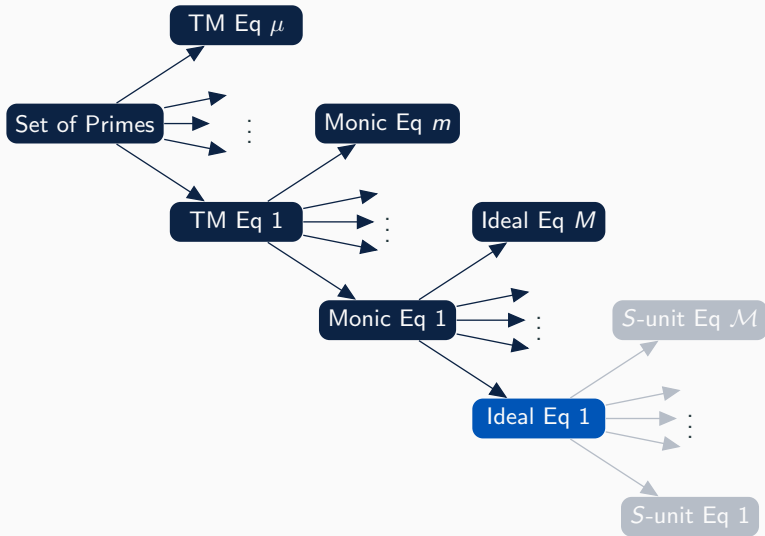 TM Eq μ
Set of Primes
⋮
Monic Eq m
TM Eq 1
⋮
Ideal Eq M
Monic Eq 1
⋮
S-unit Eq ℳ
Ideal Eq 1
⋮
S-unit Eq 1